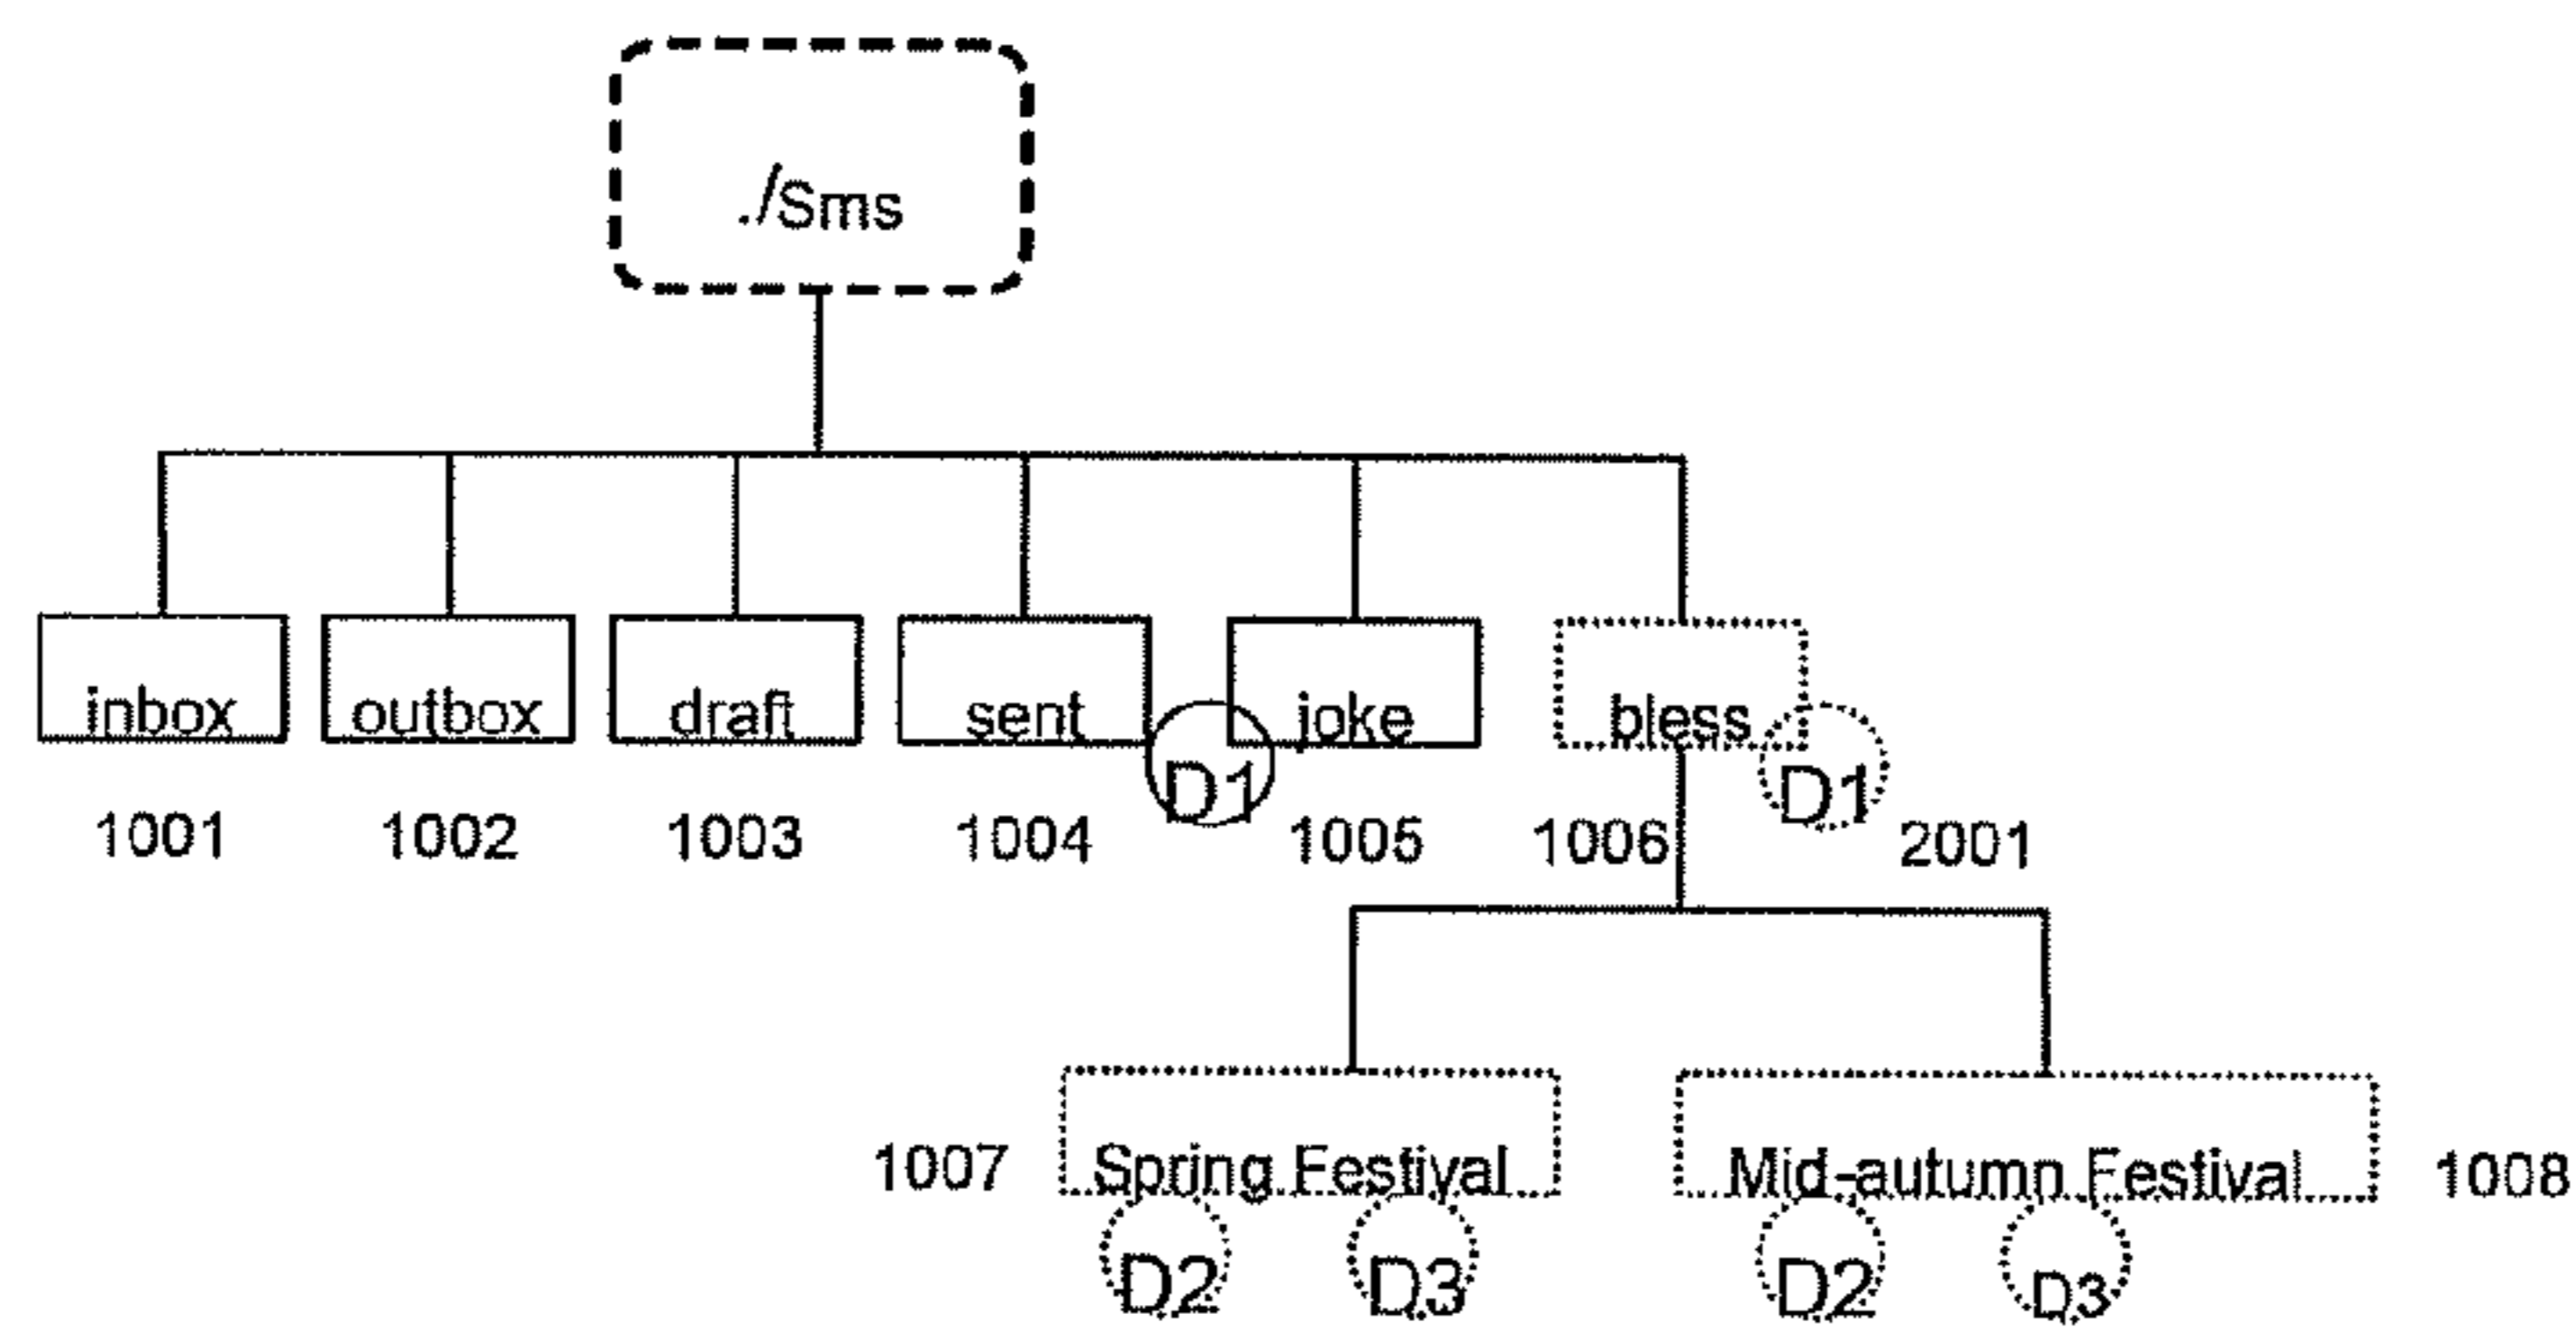 ./Sms
inbox
outbox
draft
sent
joke
bless
D1
D1
1001
1002
1003
1004
1005
1006
2001
1007
Spring Festival
Mid-autumn Festival
1008
D2
D3
D2
D3